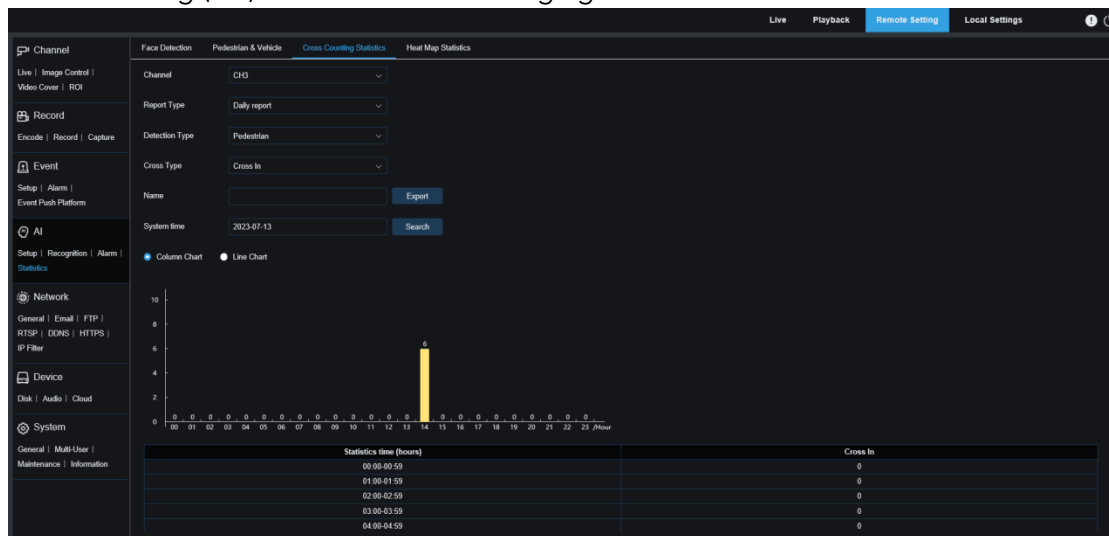 Live Playback Remote Setting Local Settings
Channel
Live | Image Control |
Video Cover | ROI
Record
Encode | Record | Capture
Event
Setup | Alarm |
Event Push Platform
AI
Setup | Recognition | Alarm |
Statistics
Network
General | Email | FTP |
RTSP | DDNS | HTTPS |
IP Filter
Device
Disk | Audio | Cloud
System
General | Multi-User |
Maintenance | Information
Face Detection Pedestrian & Vehicle Cross Counting Statistics Heat Map Statistics
Channel CH3
Report Type Daily report
Detection Type Pedestrian
Cross Type Cross In
Name Export
System time 2023-07-13 Search
Column Chart Line Chart
10
8
6
4
2
0
6
0 0 0 0 0 0 0 0 0 0 0 0 0 0 0 0 0 0 0 0 0 0 0
00 01 02 03 04 05 06 07 08 09 10 11 12 13 14 15 16 17 18 19 20 21 22 23 /Hour
Statistics time (hours) Cross In
00:00-00:59 0
01:00-01:59 0
02:00-02:59 0
03:00-03:59 0
04:00-04:59 0